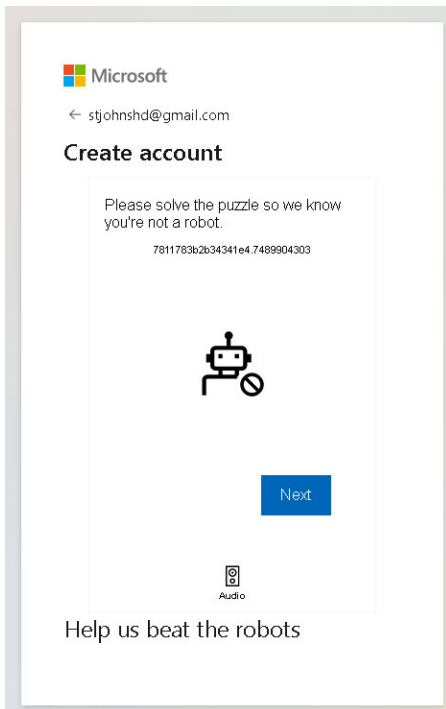 Microsoft
← stjohnshd@gmail.com
Create account
Please solve the puzzle so we know
you're not a robot.
7811783b2b34341e4.7489904303
Next
Audio
Help us beat the robots